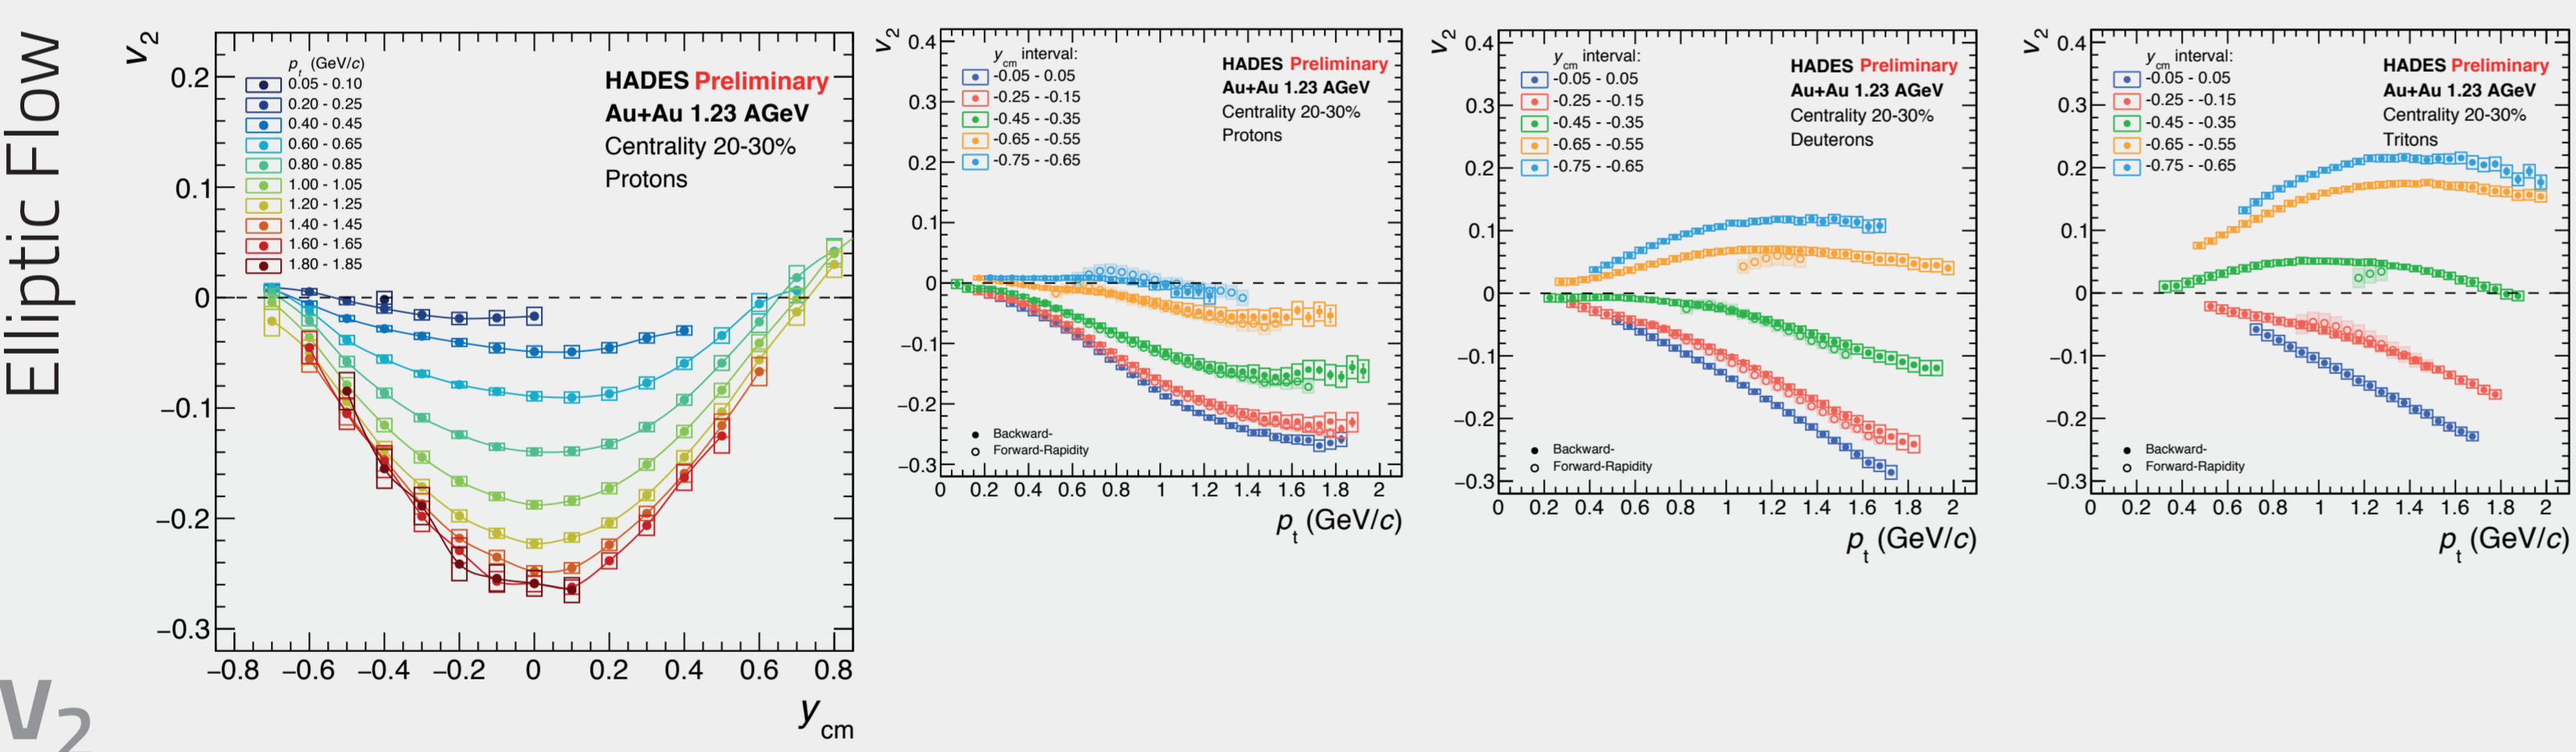 Elliptic Flow
v2
v2
0.2
0.1
0
−0.1
−0.2
−0.3
pt (GeV/c)
0.05 - 0.10
0.20 - 0.25
0.40 - 0.45
0.60 - 0.65
0.80 - 0.85
1.00 - 1.05
1.20 - 1.25
1.40 - 1.45
1.60 - 1.65
1.80 - 1.85
HADES Preliminary
Au+Au 1.23 AGeV
Centrality 20-30%
Protons
−0.8 −0.6 −0.4 −0.2 0 0.2 0.4 0.6 0.8
ycm
v2
0.4
0.3
0.2
0.1
0
−0.1
−0.2
−0.3
ycm interval:
-0.05 - 0.05
-0.25 - -0.15
-0.45 - -0.35
-0.65 - -0.55
-0.75 - -0.65
HADES Preliminary
Au+Au 1.23 AGeV
Centrality 20-30%
Protons
Backward-
Forward-Rapidity
0 0.2 0.4 0.6 0.8 1 1.2 1.4 1.6 1.8 2
pt (GeV/c)
v2
0.4
0.3
0.2
0.1
0
−0.1
−0.2
−0.3
ycm interval:
-0.05 - 0.05
-0.25 - -0.15
-0.45 - -0.35
-0.65 - -0.55
-0.75 - -0.65
HADES Preliminary
Au+Au 1.23 AGeV
Centrality 20-30%
Deuterons
Backward-
Forward-Rapidity
0 0.2 0.4 0.6 0.8 1 1.2 1.4 1.6 1.8 2
pt (GeV/c)
v2
0.4
0.3
0.2
0.1
0
−0.1
−0.2
−0.3
ycm interval:
-0.05 - 0.05
-0.25 - -0.15
-0.45 - -0.35
-0.65 - -0.55
-0.75 - -0.65
HADES Preliminary
Au+Au 1.23 AGeV
Centrality 20-30%
Tritons
Backward-
Forward-Rapidity
0 0.2 0.4 0.6 0.8 1 1.2 1.4 1.6 1.8 2
pt (GeV/c)